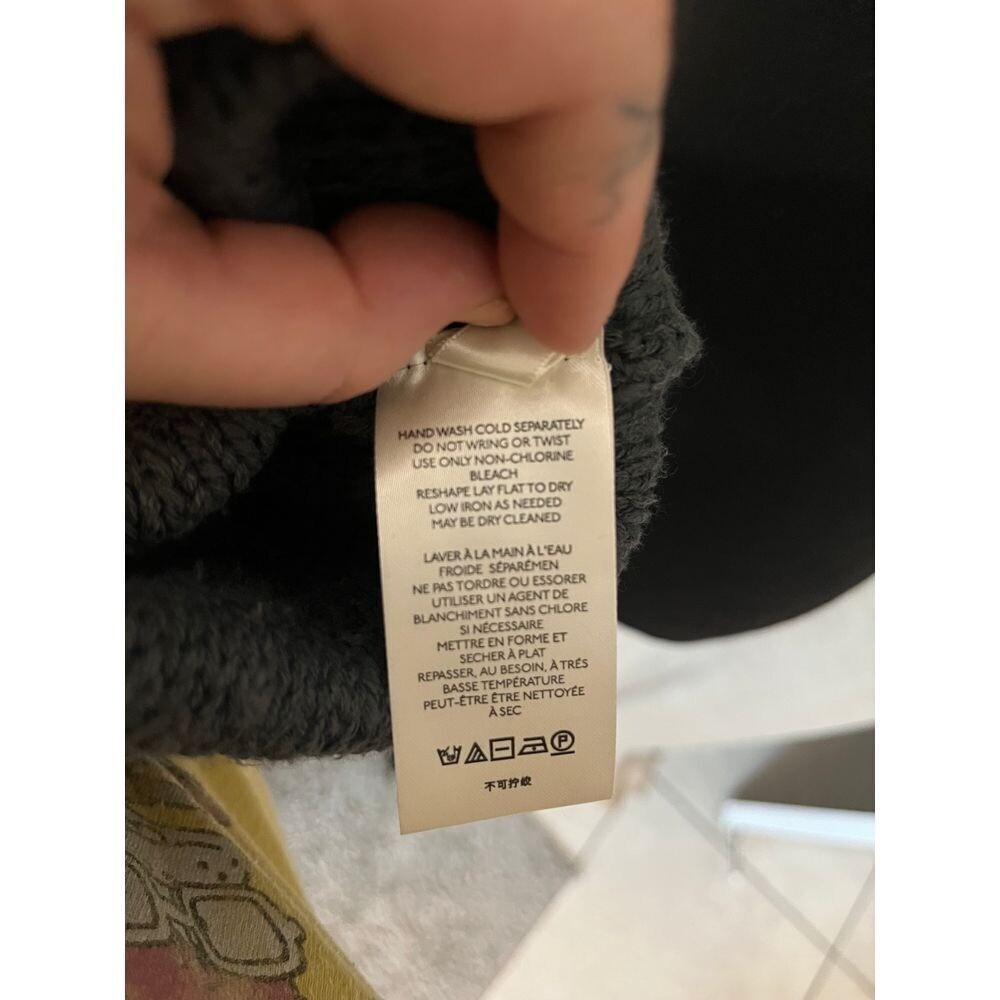 HAND WASH COLD SEPARATELY
DO NOT WRING OR TWIST
USE ONLY NON-CHLORINE
BLEACH
RESHAPE LAY FLAT TO DRY
LOW IRON AS NEEDED
MAY BE DRY CLEANED
LAVER À LA MAIN À L'EAU
FROIDE SÉPARÉMEN
NE PAS TORDRE OU ESSORER
UTILISER UN AGENT DE
BLANCHIMENT SANS CHLORE
SI NÉCESSAIRE
METTRE EN FORME ET
SECHER À PLAT
REPASSER, AU BESOIN, À TRÉS
BASSE TEMPÉRATURE
PEUT-ÊTRE ÊTRE NETTOYÉE
À SEC
P
不可拧绞